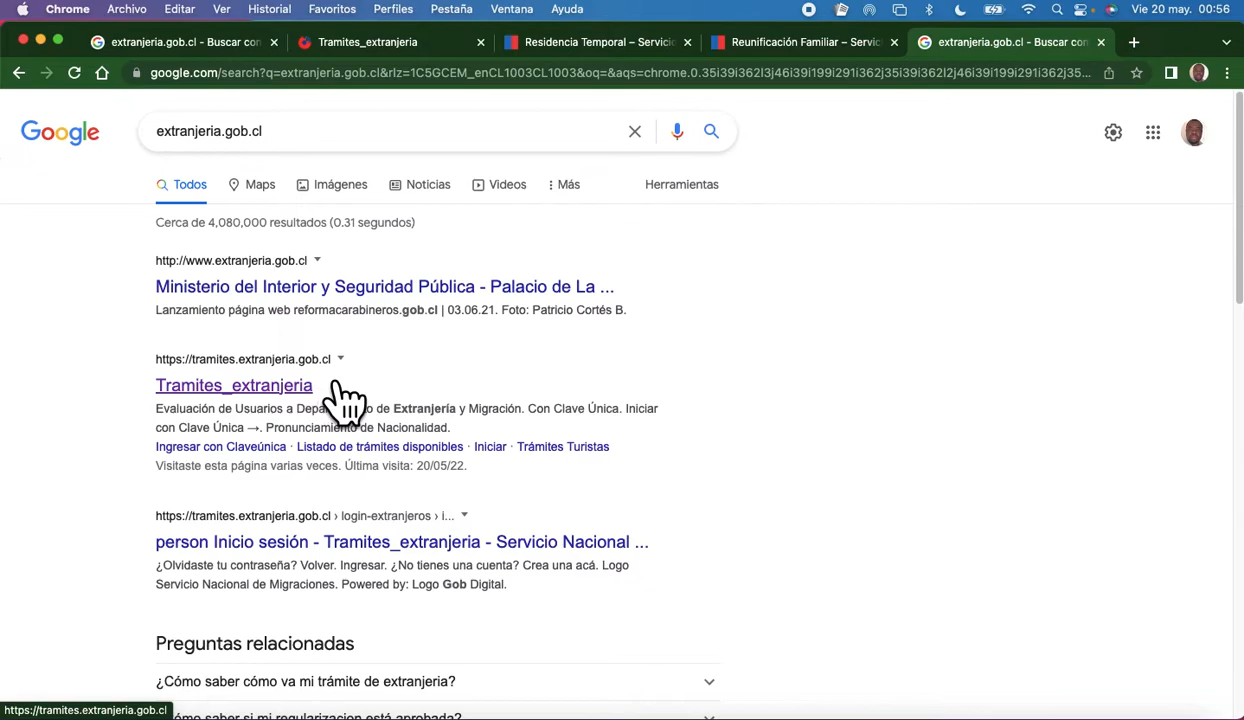 Chrome Archivo Editar Ver Historial Favoritos Perfiles Pestaña Ventana Ayuda Vie 20 may. 00:56
extranjeria.gob.cl - Buscar con Tramites_extranjeria Residencia Temporal – Servicio Reunificación Familiar – Servic extranjeria.gob.cl - Buscar con
google.com/search?q=extranjeria.gob.cl&rlz=1C5GCEM_enCL1003CL1003&oq=&aqs=chrome.0.35i39i362l3j46i39i199i291i362j35i39i362l2j46i39i199i291i362j35...
Google extranjeria.gob.cl
Todos Maps Imágenes Noticias Videos Más Herramientas
Cerca de 4,080,000 resultados (0.31 segundos)
http://www.extranjeria.gob.cl
Ministerio del Interior y Seguridad Pública - Palacio de La ...
Lanzamiento página web reformacarabineros.gob.cl | 03.06.21. Foto: Patricio Cortés B.
https://tramites.extranjeria.gob.cl
Tramites_extranjeria
Evaluación de Usuarios a Depa o de Extranjería y Migración. Con Clave Única. Iniciar
con Clave Única →. Pronunciamiento de Nacionalidad.
Ingresar con Claveúnica · Listado de trámites disponibles · Iniciar · Trámites Turistas
Visitaste esta página varias veces. Última visita: 20/05/22.
https://tramites.extranjeria.gob.cl › login-extranjeros › i...
person Inicio sesión - Tramites_extranjeria - Servicio Nacional ...
¿Olvidaste tu contraseña? Volver. Ingresar. ¿No tienes una cuenta? Crea una acá. Logo
Servicio Nacional de Migraciones. Powered by: Logo Gob Digital.
Preguntas relacionadas
¿Cómo saber cómo va mi trámite de extranjeria?
https://tramites.extranjeria.gob.cl ómo saber si mi regularizacion está aprobada?